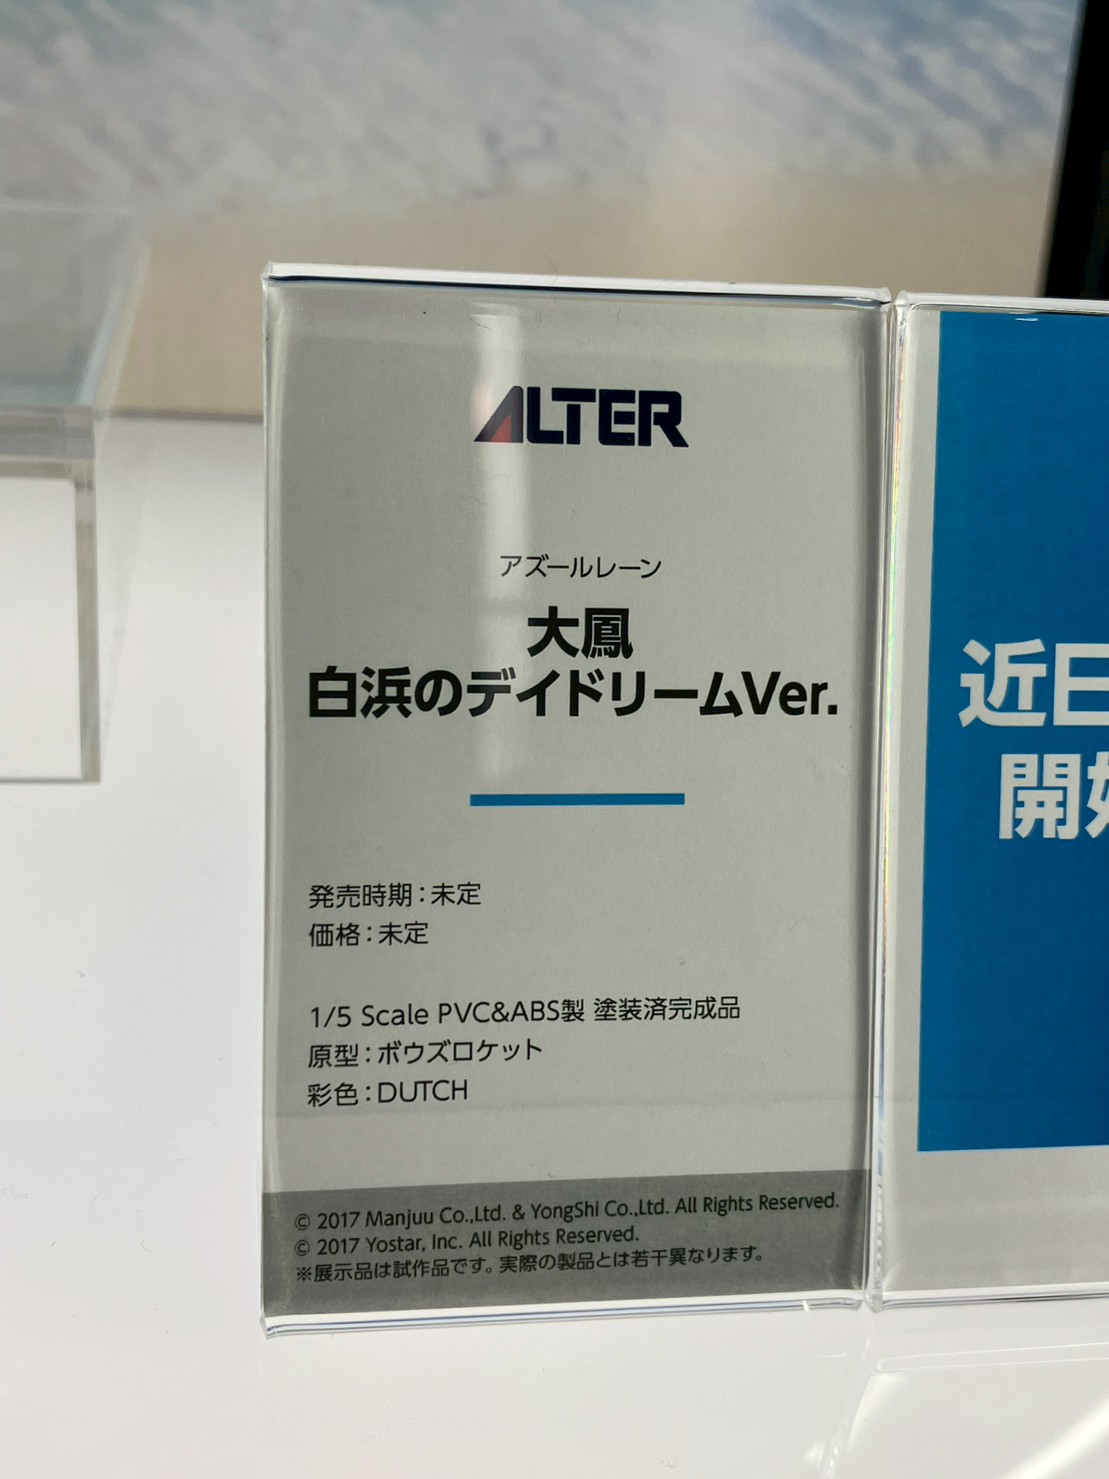 ALTER
アズールレーン
大鳳
白浜のデイドリームVer.
発売時期：未定
価格：未定
1/5 Scale PVC&ABS製 塗装済完成品
原型：ボウズロケット
彩色：DUTCH
© 2017 Manjuu Co.,Ltd. & YongShi Co.,Ltd. All Rights Reserved.
© 2017 Yostar, Inc. All Rights Reserved.
※展示品は試作品です。実際の製品とは若干異なります。
近日
開始